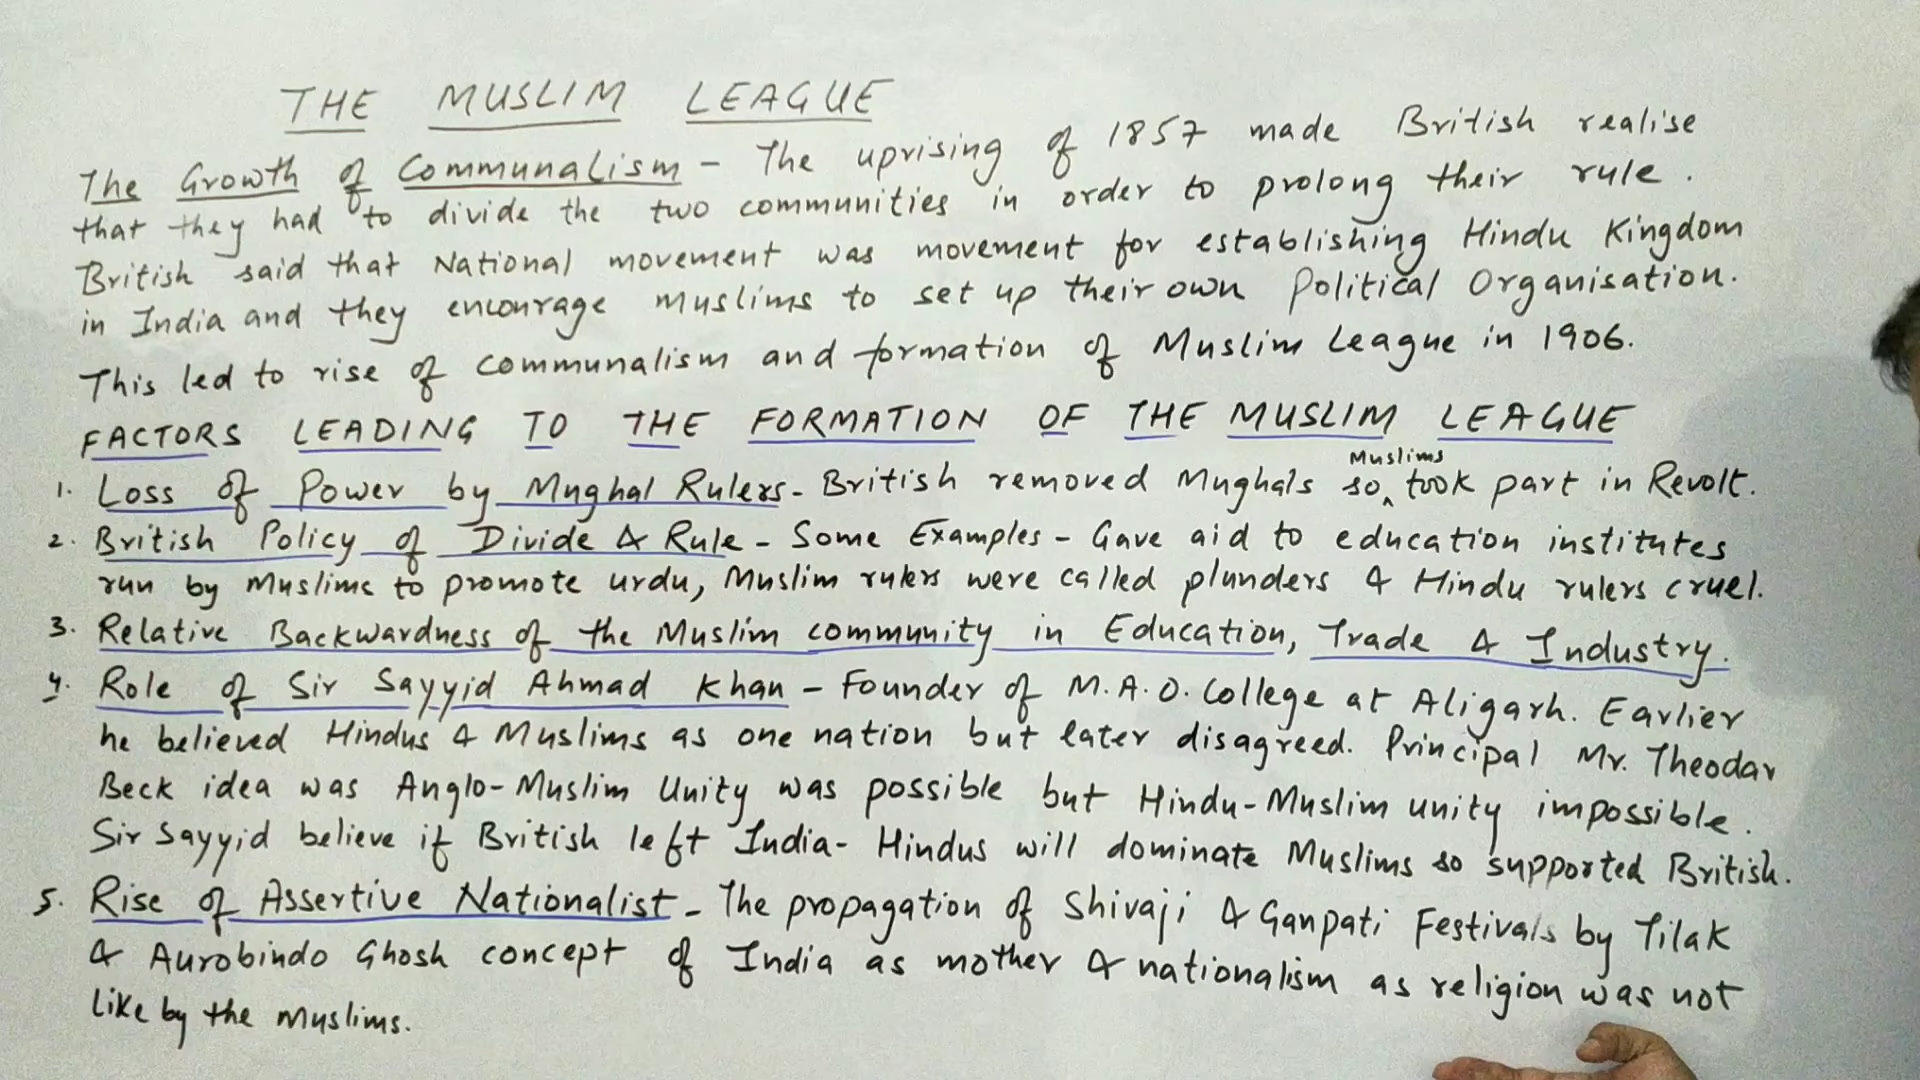 THE MUSLIM LEAGUE
The Growth of Communalism - The uprising of 1857 made British realise
that they had to divide the two communities in order to prolong their rule.
British said that National movement was movement for establishing Hindu Kingdom
in India and they encourage Muslims to set up their own Political Organisation.
This led to rise of communalism and formation of Muslim League in 1906.
FACTORS LEADING TO THE FORMATION OF THE MUSLIM LEAGUE
1. Loss of Power by Mughal Rulers - British removed Mughals so Muslims took part in Revolt.
2. British Policy of Divide & Rule - Some Examples - Gave aid to education institutes
run by Muslims to promote urdu, Muslim rulers were called plunders & Hindu rulers cruel.
3. Relative Backwardness of the Muslim community in Education, Trade & Industry.
4. Role of Sir Sayyid Ahmad Khan - Founder of M.A.O. College at Aligarh. Earlier
he believed Hindus & Muslims as one nation but later disagreed. Principal Mr. Theodar
Beck idea was Anglo-Muslim Unity was possible but Hindu-Muslim unity impossible.
Sir Sayyid believe if British left India - Hindus will dominate Muslims so supported British.
5. Rise of Assertive Nationalist - The propagation of Shivaji & Ganpati Festivals by Tilak
& Aurobindo Ghosh concept of India as mother & nationalism as religion was not
like by the Muslims.